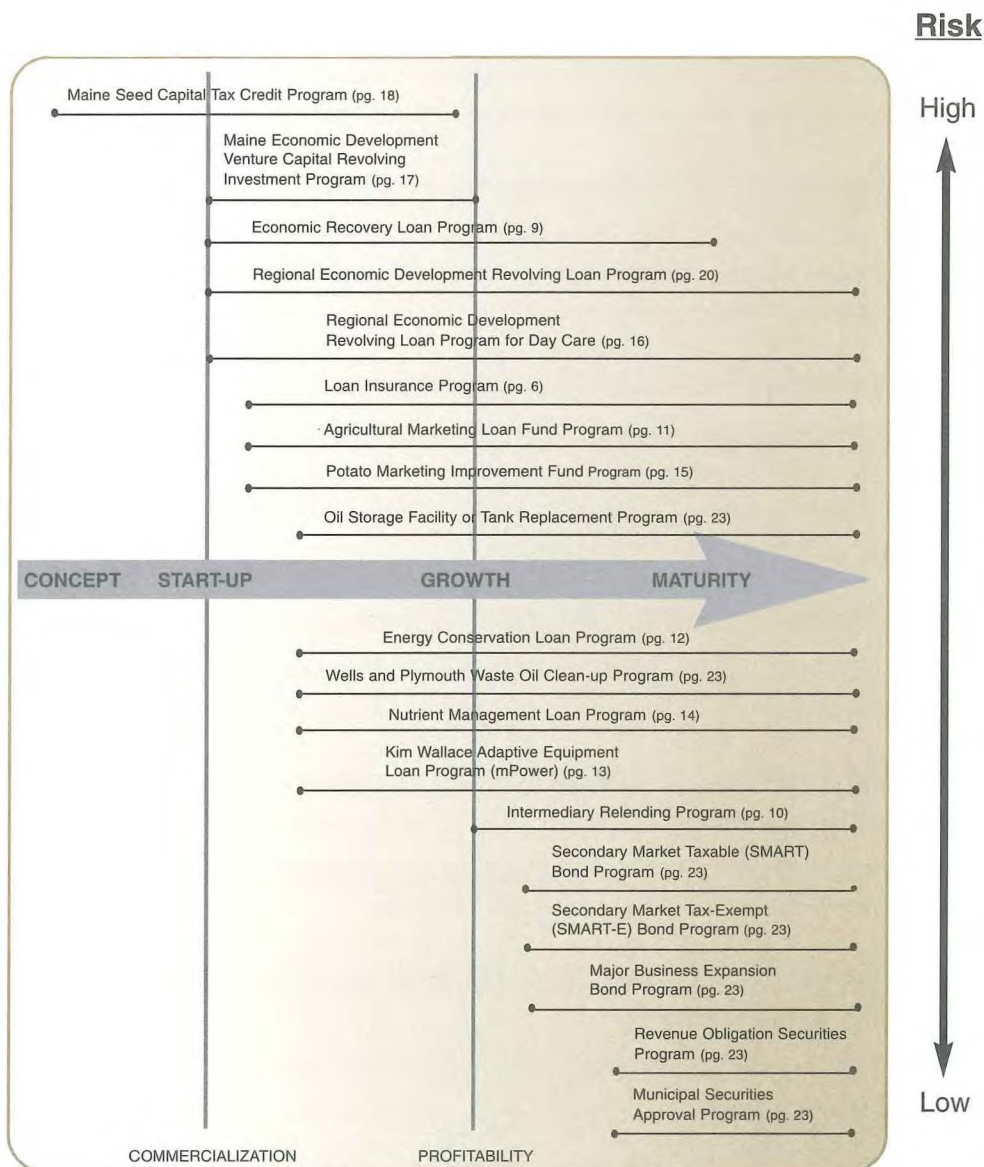 Risk
High
Maine Seed Capital Tax Credit Program (pg. 18)
Maine Economic Development
Venture Capital Revolving
Investment Program (pg. 17)
Economic Recovery Loan Program (pg. 9)
Regional Economic Development Revolving Loan Program (pg. 20)
Regional Economic Development
Revolving Loan Program for Day Care (pg. 16)
Loan Insurance Program (pg. 6)
Agricultural Marketing Loan Fund Program (pg. 11)
Potato Marketing Improvement Fund Program (pg. 15)
Oil Storage Facility or Tank Replacement Program (pg. 23)
CONCEPT START-UP GROWTH MATURITY
Energy Conservation Loan Program (pg. 12)
Wells and Plymouth Waste Oil Clean-up Program (pg. 23)
Nutrient Management Loan Program (pg. 14)
Kim Wallace Adaptive Equipment
Loan Program (mPower) (pg. 13)
Intermediary Relending Program (pg. 10)
Secondary Market Taxable (SMART)
Bond Program (pg. 23)
Secondary Market Tax-Exempt
(SMART-E) Bond Program (pg. 23)
Major Business Expansion
Bond Program (pg. 23)
Revenue Obligation Securities
Program (pg. 23)
Municipal Securities
Approval Program (pg. 23)
Low
COMMERCIALIZATION PROFITABILITY